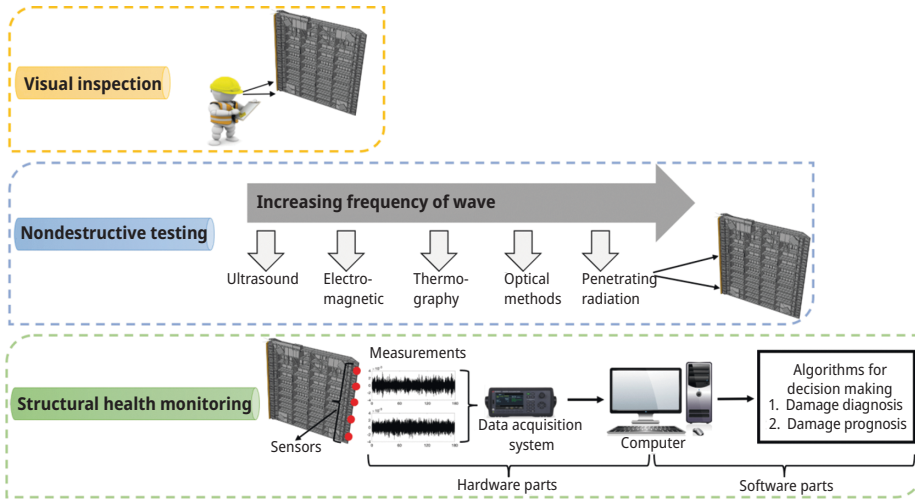 Visual inspection
Increasing frequency of wave
Nondestructive testing
Ultrasound
Electro-
magnetic
Thermo-
graphy
Optical
methods
Penetrating
radiation
Structural health monitoring
Sensors
Measurements
Data acquisition
system
Computer
Algorithms for
decision making
1. Damage diagnosis
2. Damage prognosis
Hardware parts
Software parts